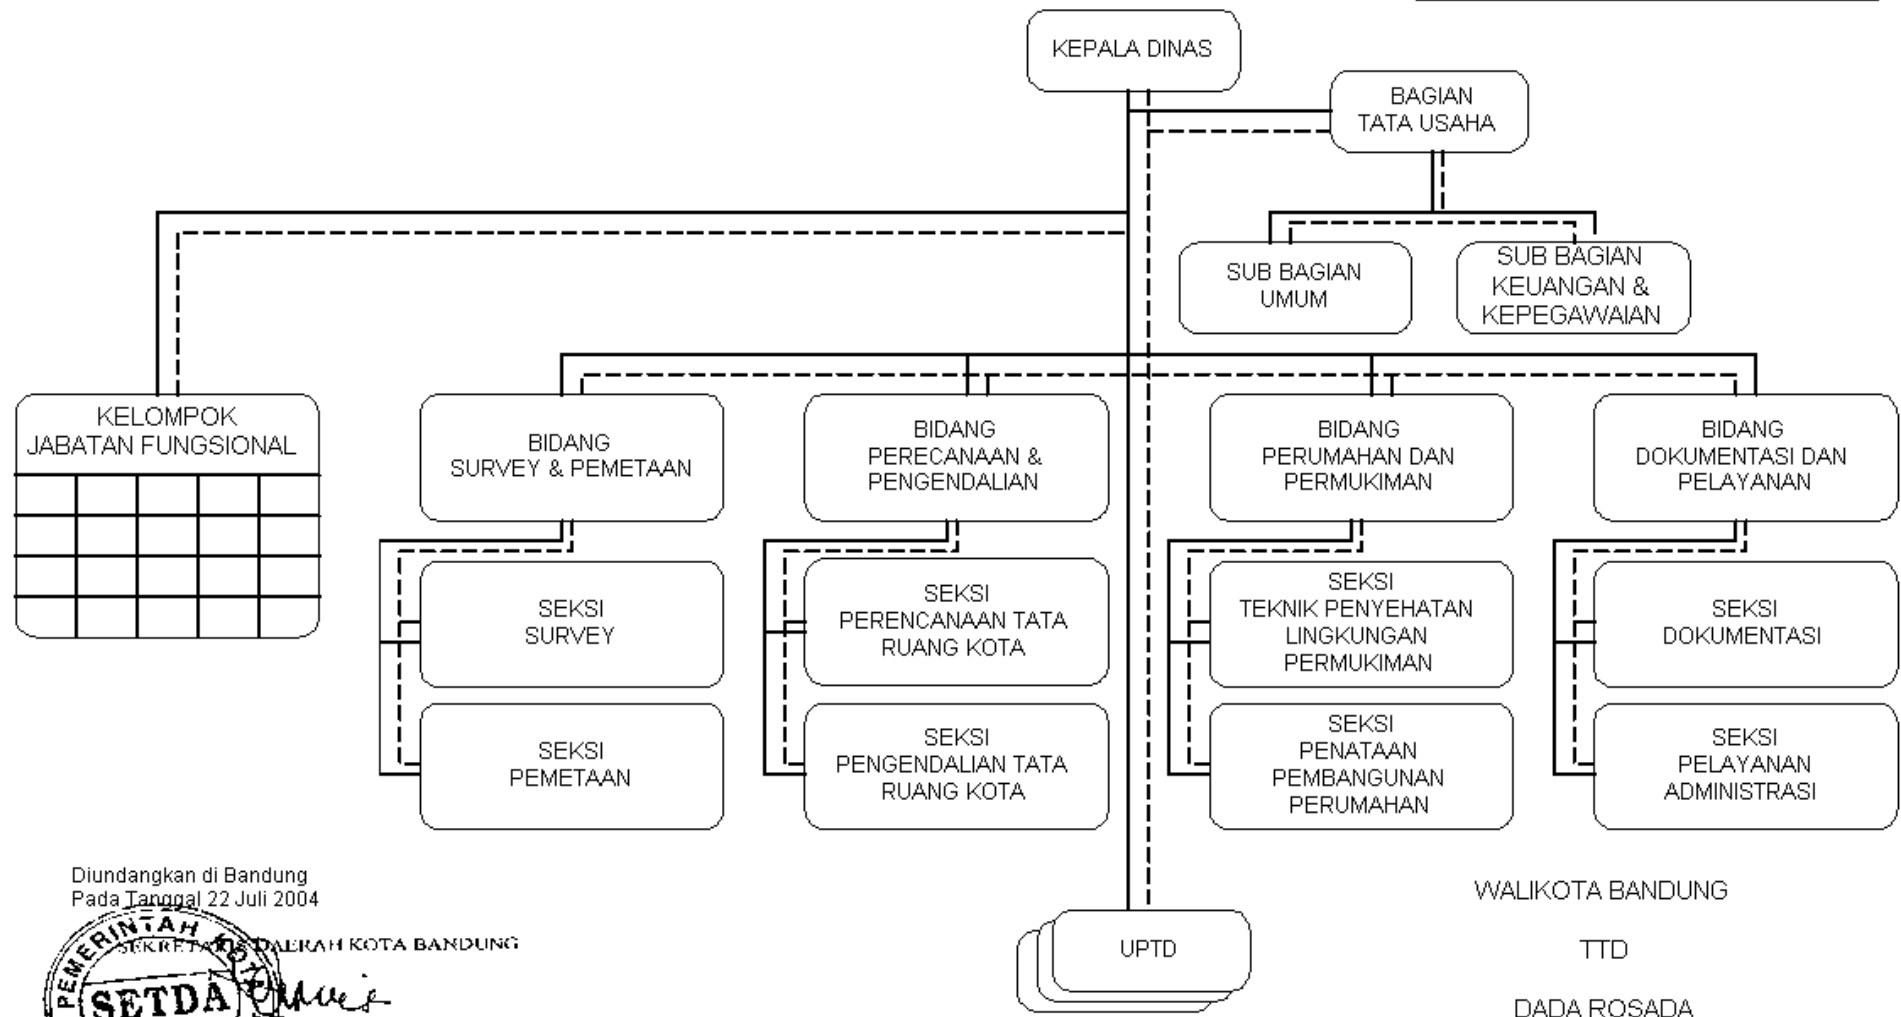 KEPALA DINAS
BAGIAN
TATA USAHA
SUB BAGIAN
UMUM
SUB BAGIAN
KEUANGAN &
KEPEGAWAIAN
KELOMPOK
JABATAN FUNGSIONAL
BIDANG
SURVEY & PEMETAAN
BIDANG
PERECANAAN &
PENGENDALIAN
BIDANG
PERUMAHAN DAN
PERMUKIMAN
BIDANG
DOKUMENTASI DAN
PELAYANAN
SEKSI
SURVEY
SEKSI
PERENCANAAN TATA
RUANG KOTA
SEKSI
TEKNIK PENYEHATAN
LINGKUNGAN
PERMUKIMAN
SEKSI
DOKUMENTASI
SEKSI
PEMETAAN
SEKSI
PENGENDALIAN TATA
RUANG KOTA
SEKSI
PENATAAN
PEMBANGUNAN
PERUMAHAN
SEKSI
PELAYANAN
ADMINISTRASI
UPTD
Diundangkan di Bandung
Pada Tanggal 22 Juli 2004
SEKRETARIS DAERAH KOTA BANDUNG
PEMERINTAH KOTA
SETDA
WALIKOTA BANDUNG
TTD
DADA ROSADA